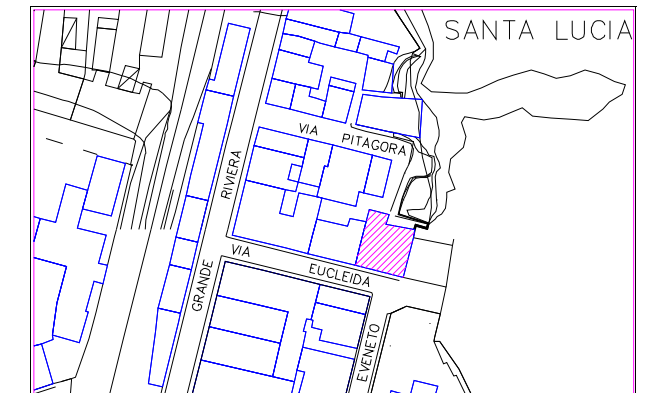 SANTA LUCIA
VIA PITAGORA
RIVIERA GRANDE
VIA EUCLEIDA
EVENETO